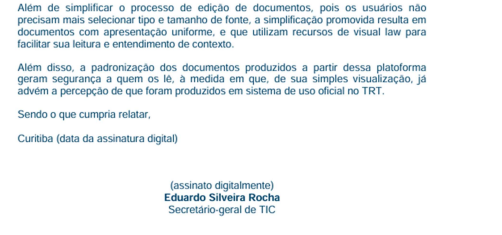 Além de simplificar o processo de edição de documentos, pois os usuários não
precisam mais selecionar tipo e tamanho de fonte, a simplificação promovida resulta em
documentos com apresentação uniforme, e que utilizam recursos de visual law para
facilitar sua leitura e entendimento de contexto.
Além disso, a padronização dos documentos produzidos a partir dessa plataforma
geram segurança a quem os lê, à medida em que, de sua simples visualização, já
advém a percepção de que foram produzidos em sistema de uso oficial no TRT.
Sendo o que cumpria relatar,
Curitiba (data da assinatura digital)
(assinato digitalmente)
Eduardo Silveira Rocha
Secretário-geral de TIC